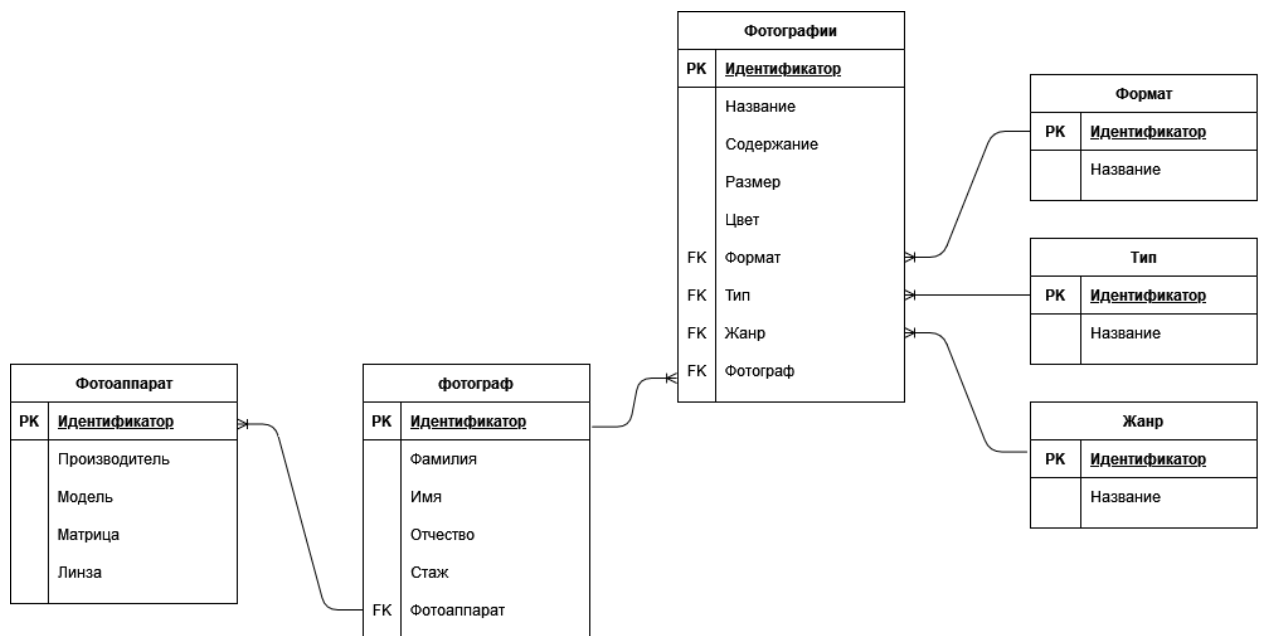 Фотографии
PK Идентификатор
Название
Содержание
Размер
Цвет
FK Формат
FK Тип
FK Жанр
FK Фотограф
Формат
PK Идентификатор
Название
Тип
PK Идентификатор
Название
Жанр
PK Идентификатор
Название
Фотоаппарат
PK Идентификатор
Производитель
Модель
Матрица
Линза
фотограф
PK Идентификатор
Фамилия
Имя
Отчество
Стаж
FK Фотоаппарат